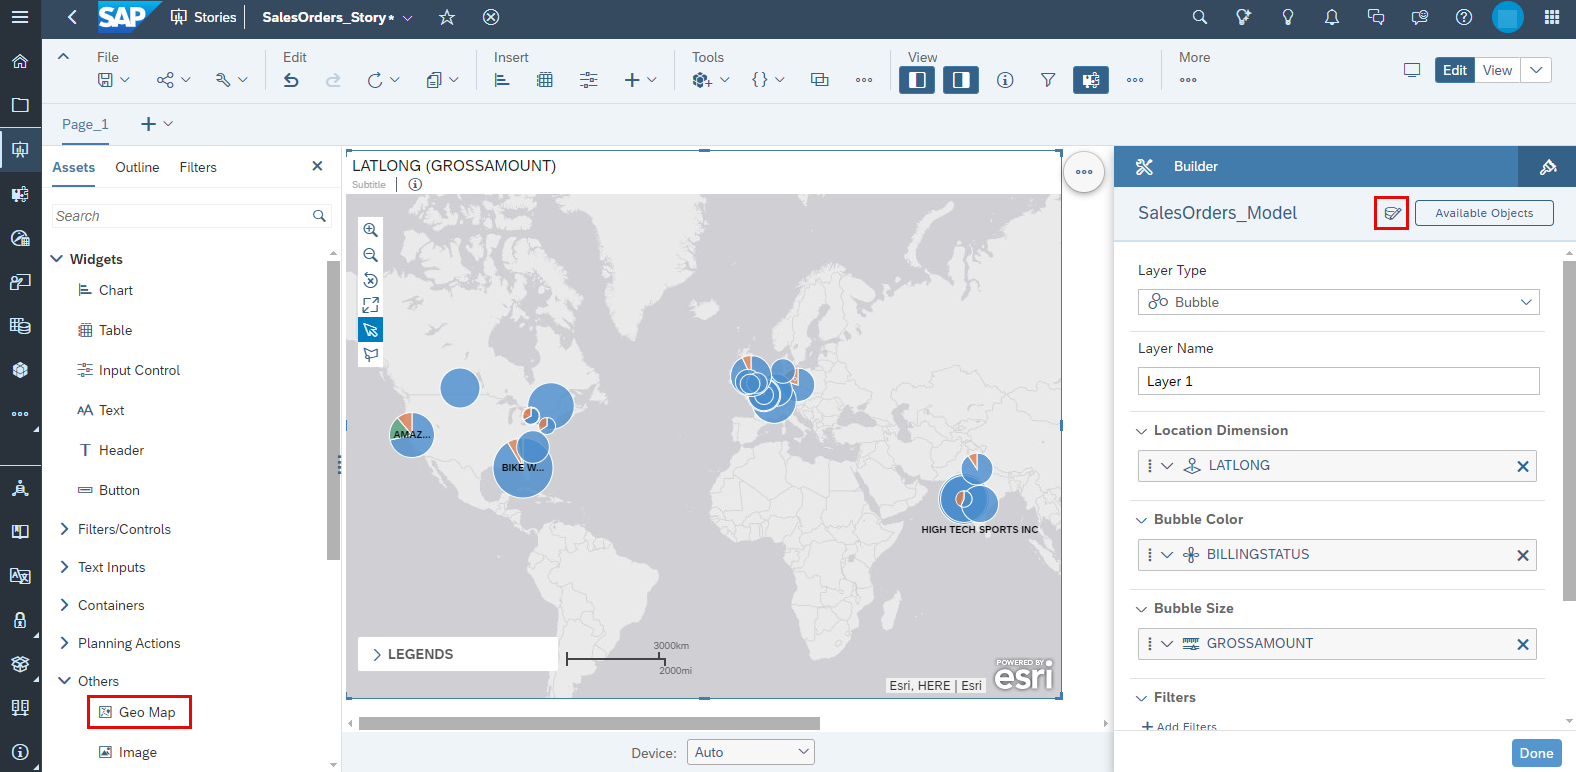 SAP Stories SalesOrders_Story*
File Edit Insert Tools View More
Edit View
Page_1
Assets Outline Filters
Search
Widgets
Chart
Table
Input Control
AA Text
T Header
Button
Filters/Controls
Text Inputs
Containers
Planning Actions
Others
Geo Map
Image
LATLONG (GROSSAMOUNT)
Subtitle
AMAZ...
BIKE W...
HIGH TECH SPORTS INC
LEGENDS
3000km
2000mi
POWERED BY
esri
Esri, HERE | Esri
Device: Auto
Builder
SalesOrders_Model Available Objects
Layer Type
Bubble
Layer Name
Layer 1
Location Dimension
LATLONG
Bubble Color
BILLINGSTATUS
Bubble Size
GROSSAMOUNT
Filters
+ Add Filters
Done